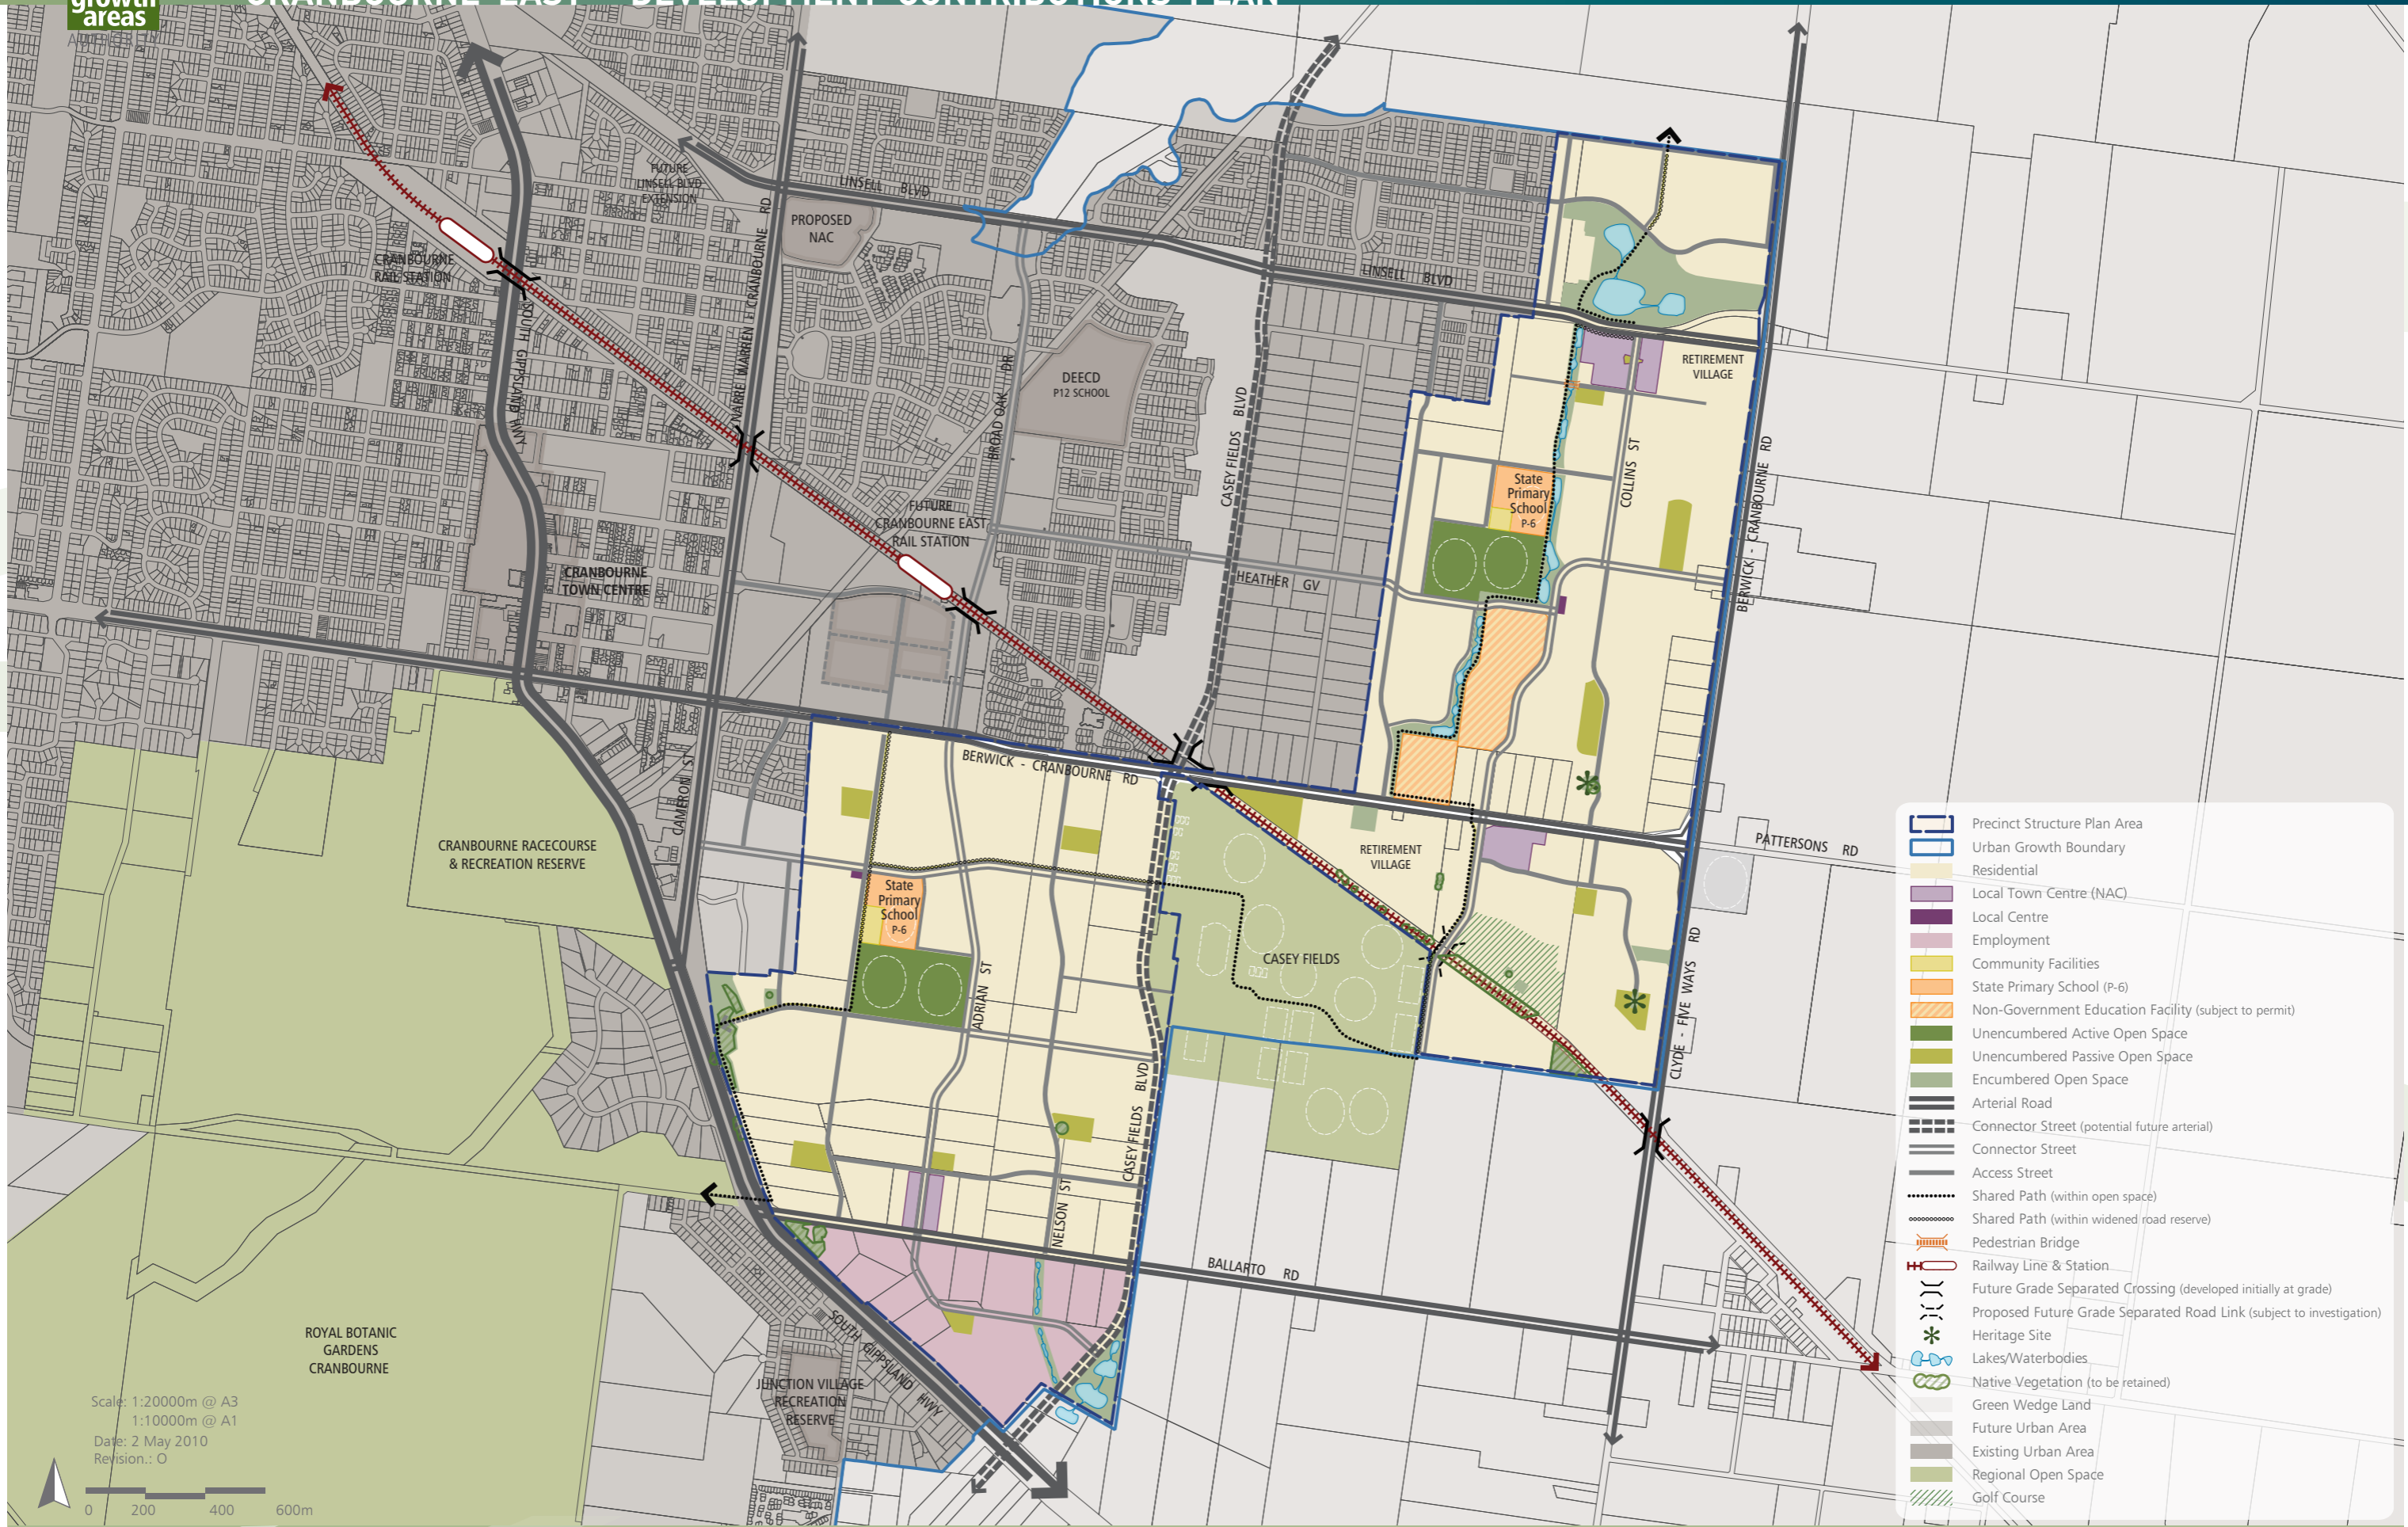 growth
areas
CRANBOURNE EAST DEVELOPMENT CONTRIBUTIONS PLAN
FUTURE
LINSELL BLVD
EXTENSION
LINSELL BLVD
PROPOSED
NAC
CRANBOURNE
RAIL STATION
SOUTH GIPPSLAND HWY
NARRE WARREN - CRANBOURNE RD
LINSELL BLVD
BROAD OAK DR
DEECD
P12 SCHOOL
CASEY FIELDS BLVD
RETIREMENT
VILLAGE
COLLINS ST
BERWICK - CRANBOURNE RD
State
Primary
School
P-6
FUTURE
CRANBOURNE EAST
RAIL STATION
CRANBOURNE
TOWN CENTRE
HEATHER GV
BERWICK - CRANBOURNE RD
CAMERON ST
CRANBOURNE RACECOURSE
& RECREATION RESERVE
RETIREMENT
VILLAGE
PATTERSONS RD
State
Primary
School
P-6
CASEY FIELDS
ADRIAN ST
CLYDE - FIVE WAYS RD
CASEY FIELDS BLVD
NELSON ST
BALLARTO RD
SOUTH GIPPSLAND HWY
ROYAL BOTANIC
GARDENS
CRANBOURNE
JUNCTION VILLAGE
RECREATION
RESERVE
Scale: 1:20000m @ A3
1:10000m @ A1
Date: 2 May 2010
Revision.: O
0 200 400 600m
Precinct Structure Plan Area
Urban Growth Boundary
Residential
Local Town Centre (NAC)
Local Centre
Employment
Community Facilities
State Primary School (P-6)
Non-Government Education Facility (subject to permit)
Unencumbered Active Open Space
Unencumbered Passive Open Space
Encumbered Open Space
Arterial Road
Connector Street (potential future arterial)
Connector Street
Access Street
Shared Path (within open space)
Shared Path (within widened road reserve)
Pedestrian Bridge
Railway Line & Station
Future Grade Separated Crossing (developed initially at grade)
Proposed Future Grade Separated Road Link (subject to investigation)
Heritage Site
Lakes/Waterbodies
Native Vegetation (to be retained)
Green Wedge Land
Future Urban Area
Existing Urban Area
Regional Open Space
Golf Course